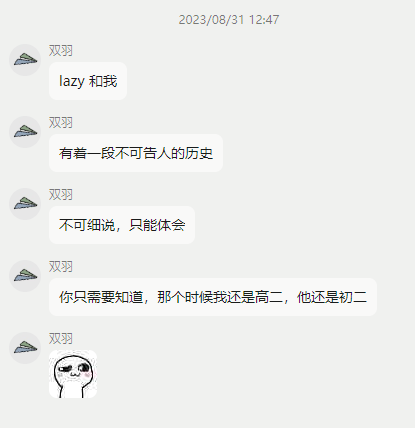 2023/08/31 12:47
双羽
lazy 和我
双羽
有着一段不可告人的历史
双羽
不可细说，只能体会
双羽
你只需要知道，那个时候我还是高二，他还是初二
双羽